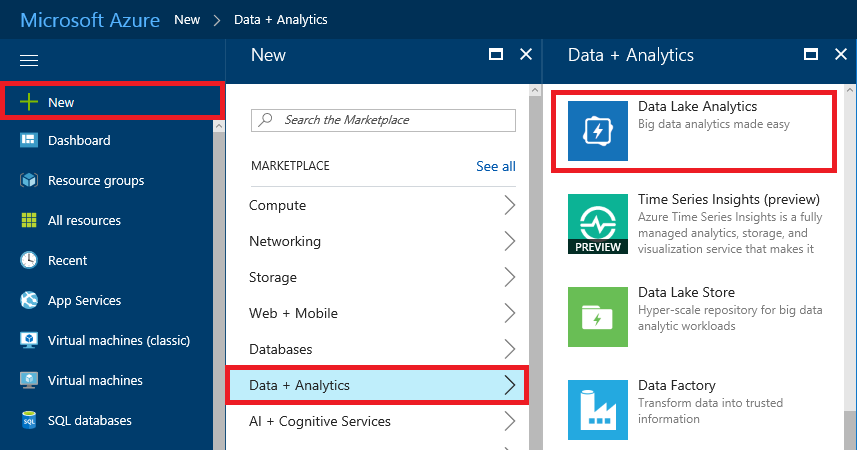 Microsoft Azure New > Data + Analytics
New
Dashboard
Resource groups
All resources
Recent
App Services
Virtual machines (classic)
Virtual machines
SQL databases
New
Search the Marketplace
MARKETPLACE See all
Compute
Networking
Storage
Web + Mobile
Databases
Data + Analytics
AI + Cognitive Services
Data + Analytics
Data Lake Analytics
Big data analytics made easy
PREVIEW
Time Series Insights (preview)
Azure Time Series Insights is a fully
managed analytics, storage, and
visualization service that makes it
Data Lake Store
Hyper-scale repository for big data
analytic workloads
Data Factory
Transform data into trusted
information